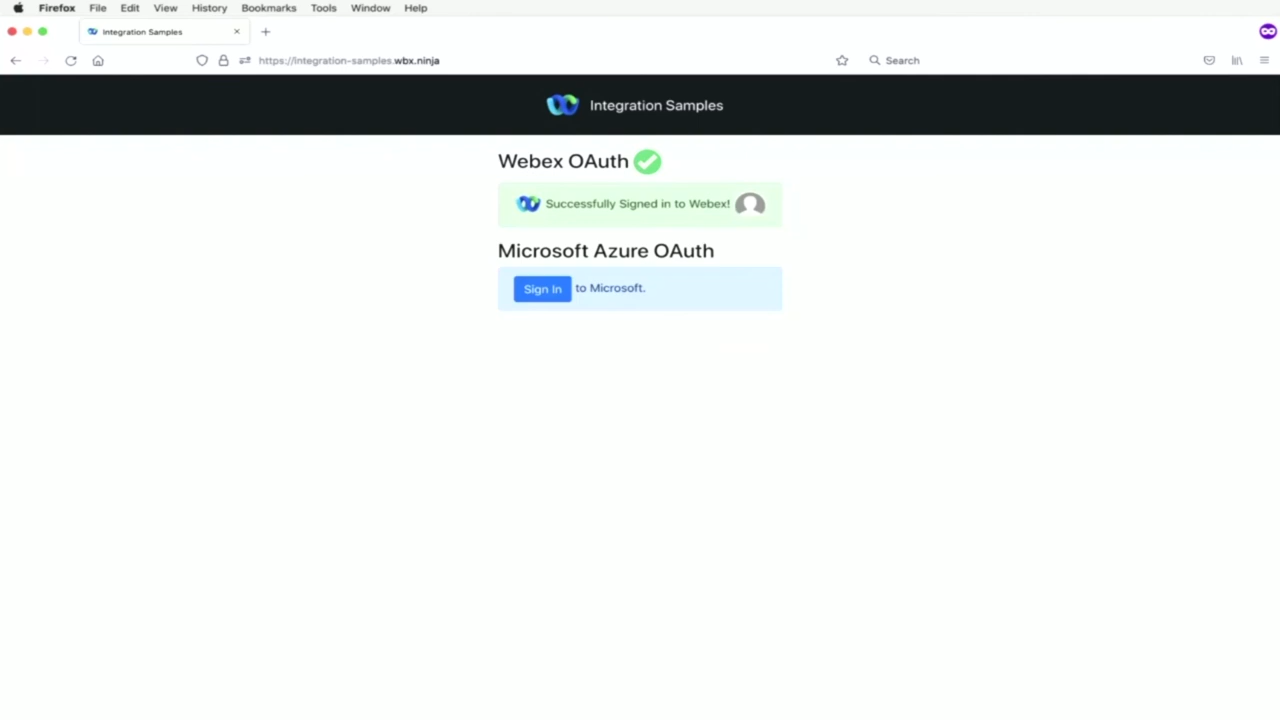 Firefox File Edit View History Bookmarks Tools Window Help
Integration Samples
https://integration-samples.wbx.ninja Search
Integration Samples
Webex OAuth
Successfully Signed in to Webex!
Microsoft Azure OAuth
Sign In to Microsoft.